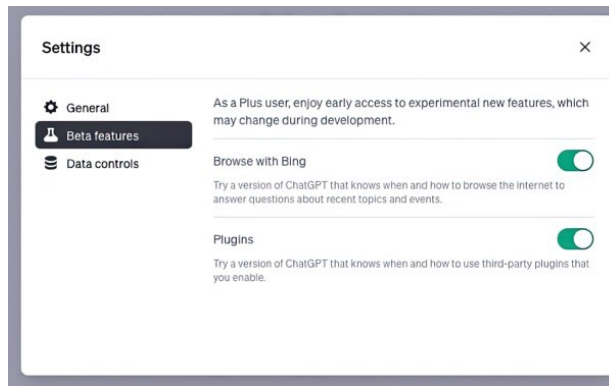 Settings
General
Beta features
Data controls
As a Plus user, enjoy early access to experimental new features, which
may change during development.
Browse with Bing
Try a version of ChatGPT that knows when and how to browse the internet to
answer questions about recent topics and events.
Plugins
Try a version of ChatGPT that knows when and how to use third-party plugins that
you enable.